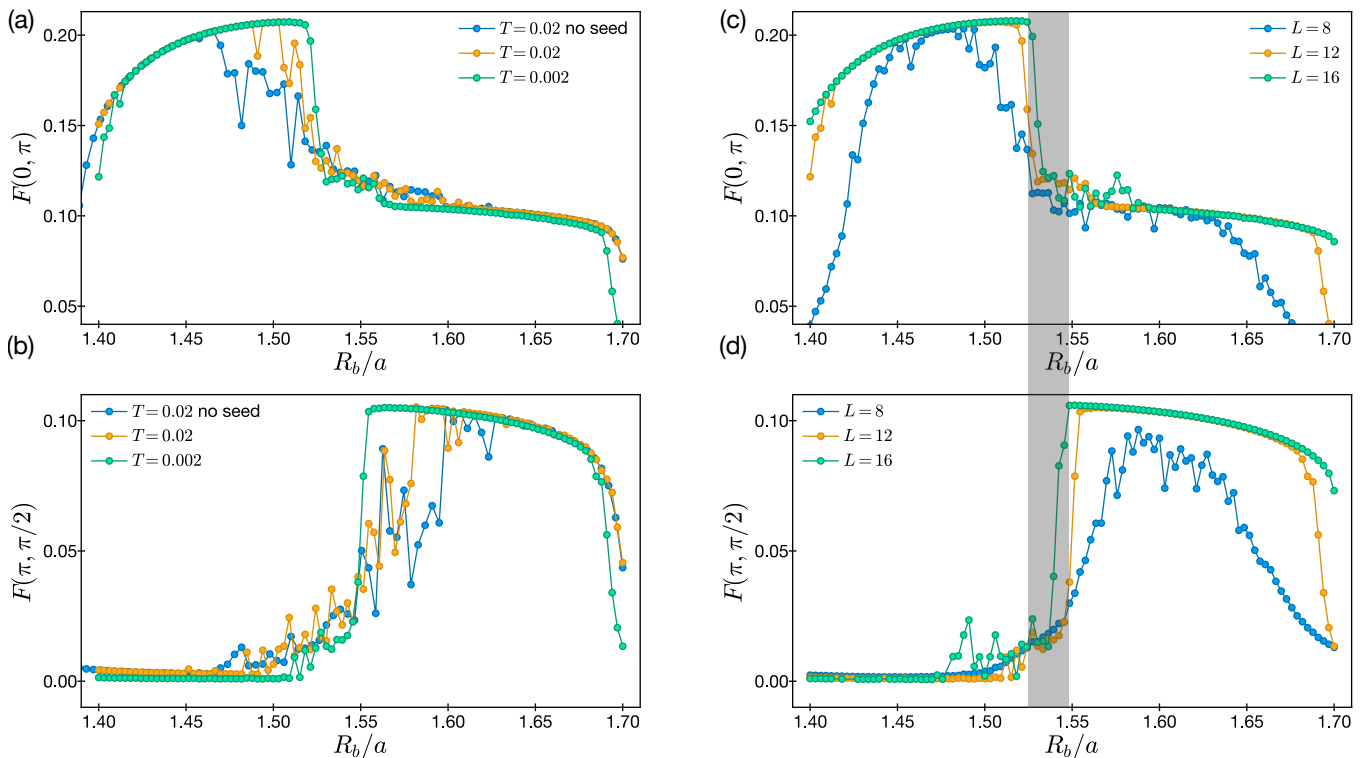 (a)
F(0, π)
0.20
0.15
0.10
0.05
T = 0.02 no seed
T = 0.02
T = 0.002
1.40 1.45 1.50 1.55 1.60 1.65 1.70
R_b/a
(c)
F(0, π)
0.20
0.15
0.10
0.05
L = 8
L = 12
L = 16
1.40 1.45 1.50 1.55 1.60 1.65 1.70
R_b/a
(b)
F(π, π/2)
0.10
0.05
0.00
T = 0.02 no seed
T = 0.02
T = 0.002
1.40 1.45 1.50 1.55 1.60 1.65 1.70
R_b/a
(d)
F(π, π/2)
0.10
0.05
0.00
L = 8
L = 12
L = 16
1.40 1.45 1.50 1.55 1.60 1.65 1.70
R_b/a